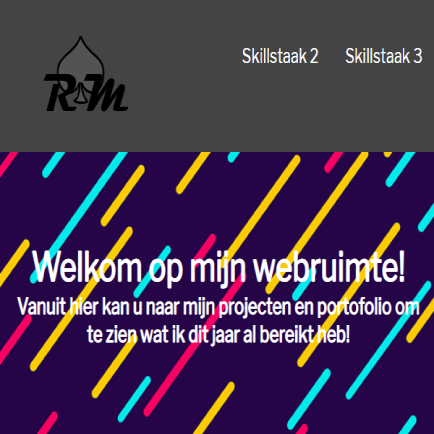 R M
Skillstaak 2 Skillstaak 3
Welkom op mijn webruimte!
Vanuit hier kan u naar mijn projecten en portofolio om
te zien wat ik dit jaar al bereikt heb!